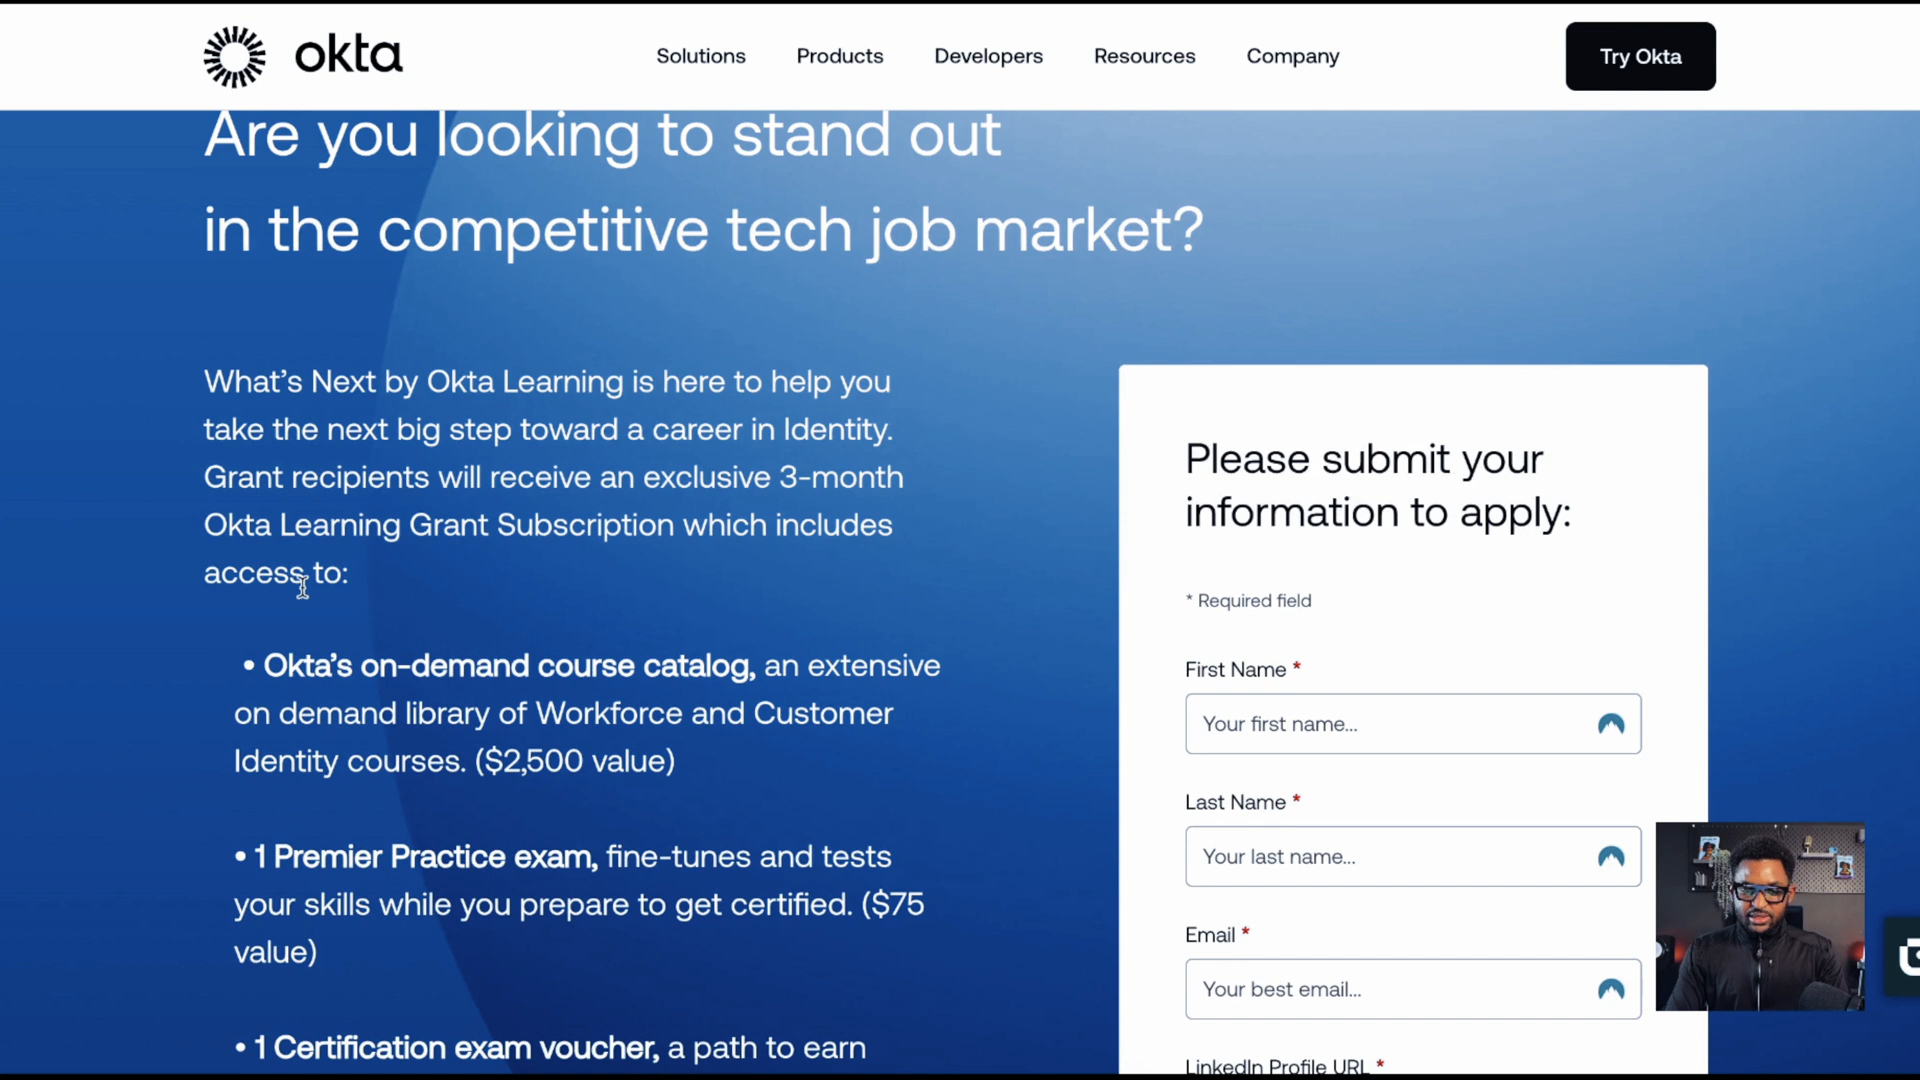 okta
Solutions
Products
Developers
Resources
Company
Try Okta
Are you looking to stand out
in the competitive tech job market?
What’s Next by Okta Learning is here to help you
take the next big step toward a career in Identity.
Grant recipients will receive an exclusive 3-month
Okta Learning Grant Subscription which includes
access to:
• Okta’s on-demand course catalog, an extensive
on demand library of Workforce and Customer
Identity courses. ($2,500 value)
• 1 Premier Practice exam, fine-tunes and tests
your skills while you prepare to get certified. ($75
value)
• 1 Certification exam voucher, a path to earn
Please submit your
information to apply:
* Required field
First Name *
Your first name...
Last Name *
Your last name...
Email *
Your best email...
LinkedIn Profile URL *